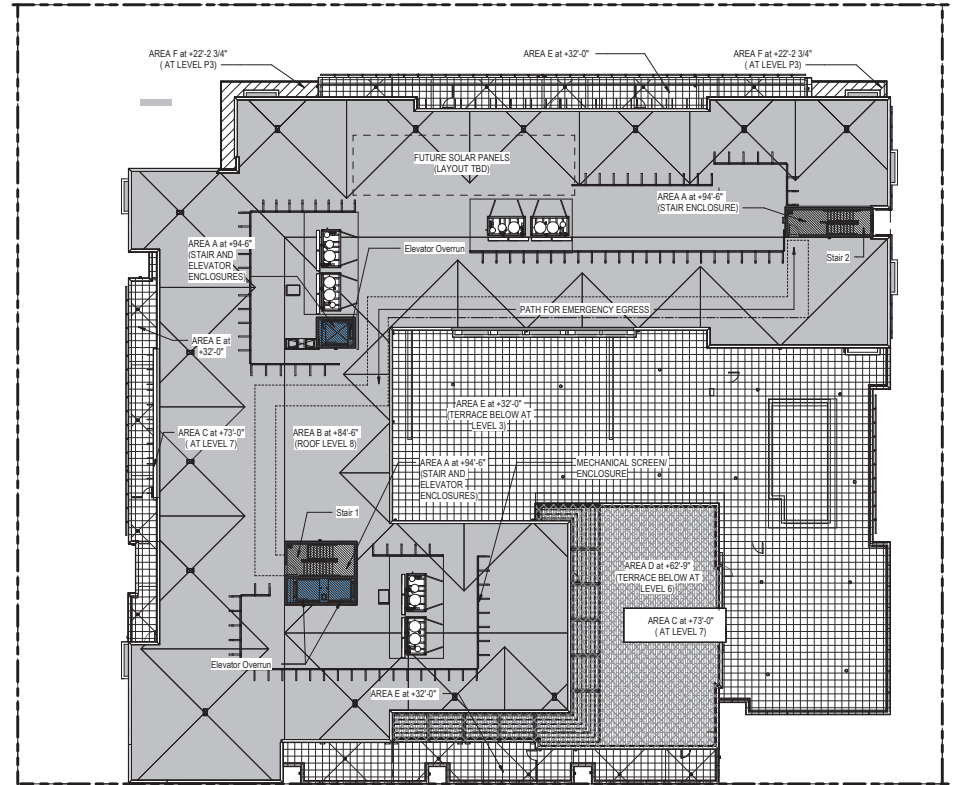 AREA F at +22'-2 3/4"
( AT LEVEL P3)
AREA E at +32'-0"
AREA F at +22'-2 3/4"
( AT LEVEL P3)
FUTURE SOLAR PANELS
(LAYOUT TBD)
AREA A at +94'-6"
(STAIR ENCLOSURE)
AREA A at +94-6"
(STAIR AND
ELEVATOR
ENCLOSURES)
Elevator Overrun
Stair 2
PATH FOR EMERGENCY EGRESS
AREA E at
+32'-0"
AREA E at +32'-0"
(TERRACE BELOW AT
LEVEL 3)
AREA C at +73'-0"
( AT LEVEL 7)
AREA B at +84'-6"
(ROOF LEVEL 8)
AREA A at +94'-6"
(STAIR AND
ELEVATOR
ENCLOSURES)
MECHANICAL SCREEN/
ENCLOSURE
Stair 1
AREA D at +62'-9"
(TERRACE BELOW AT
LEVEL 6)
AREA C at +73'-0"
( AT LEVEL 7)
Elevator Overrun
AREA E at +32'-0"